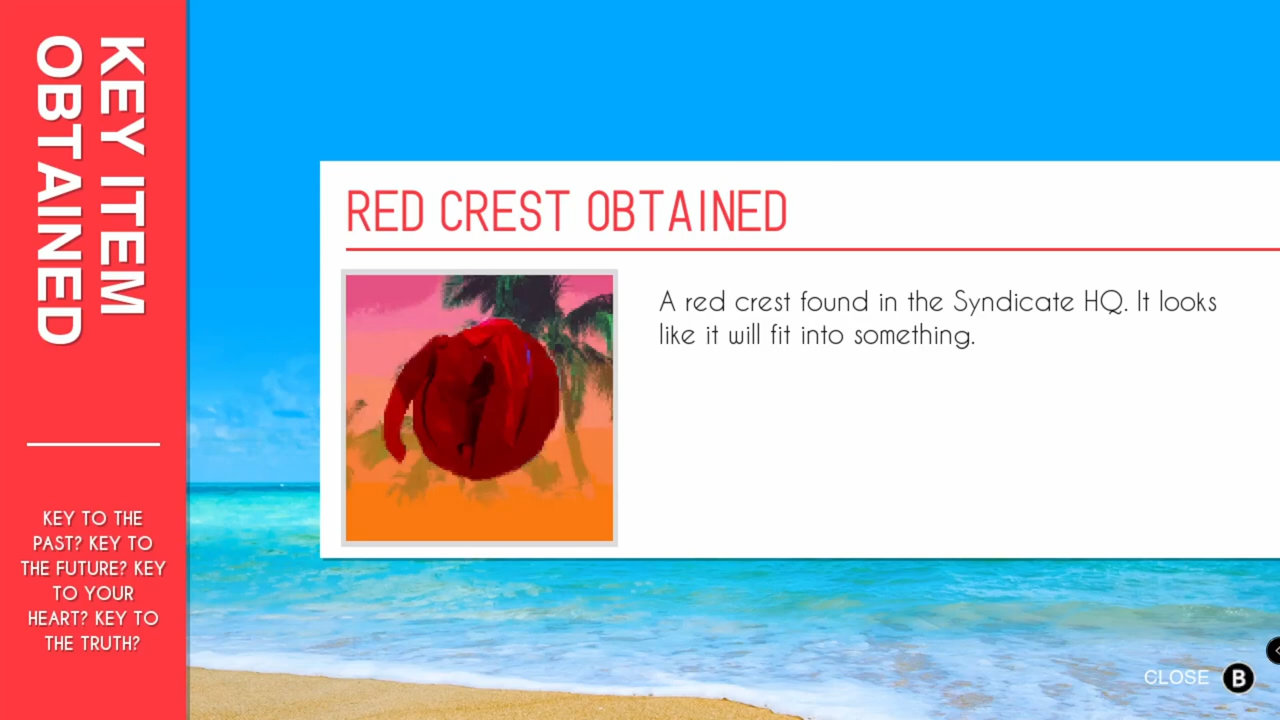 KEY ITEM
OBTAINED
KEY TO THE
PAST? KEY TO
THE FUTURE? KEY
TO YOUR
HEART? KEY TO
THE TRUTH?
RED CREST OBTAINED
A red crest found in the Syndicate HQ. It looks
like it will fit into something.
CLOSE B